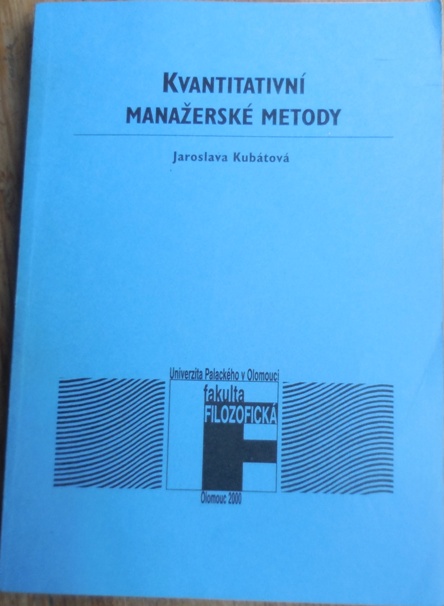 KVANTITATIVNÍ
MANAŽERSKÉ METODY
Jaroslava Kubátová
Univerzita Palackého v Olomouci
fakulta
FILOZOFICKÁ
Olomouc 2000